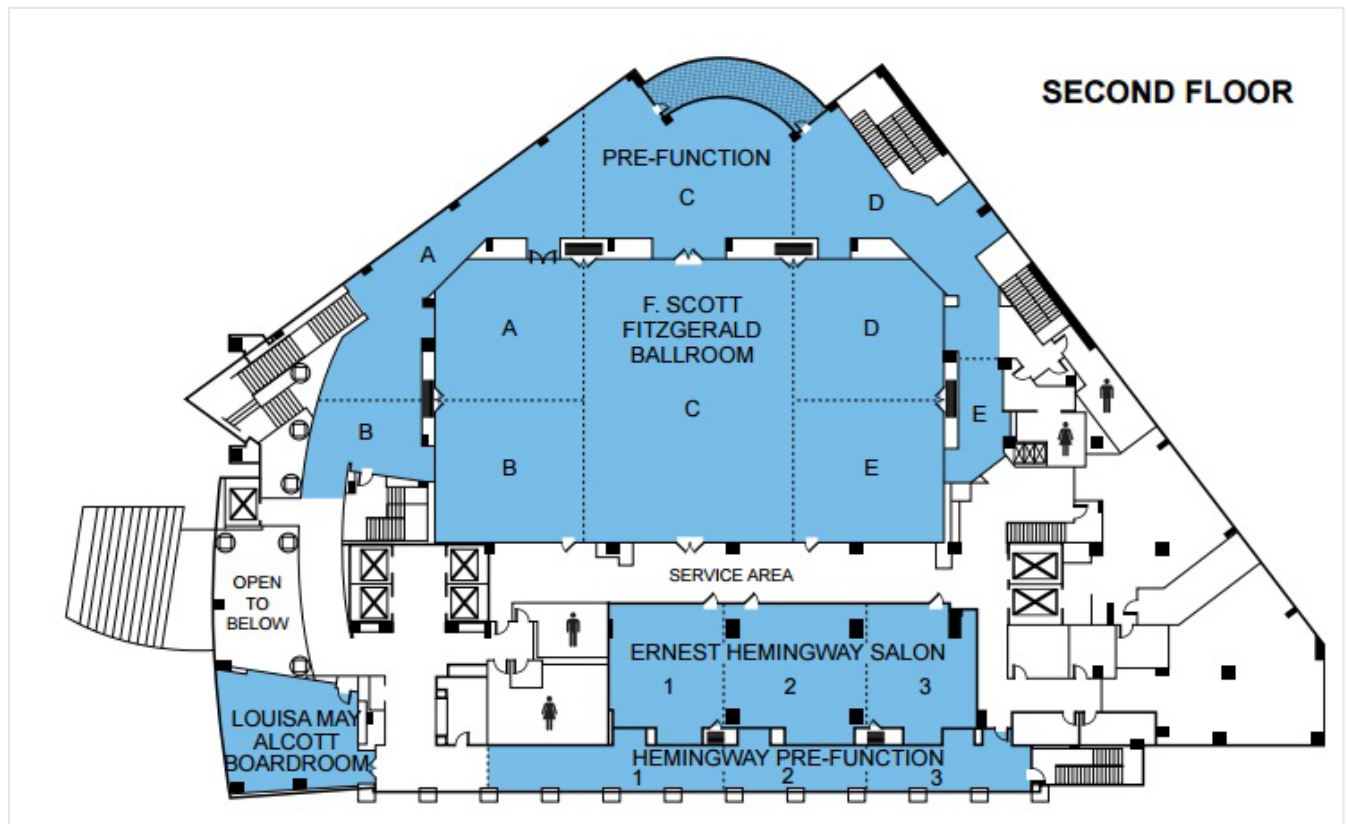 SECOND FLOOR
PRE-FUNCTION
C
D
A
F. SCOTT
FITZGERALD
BALLROOM
A
D
C
B
E
B
E
SERVICE AREA
OPEN
TO
BELOW
ERNEST HEMINGWAY SALON
1
2
3
LOUISA MAY
ALCOTT
BOARDROOM
HEMINGWAY PRE-FUNCTION
1
2
3